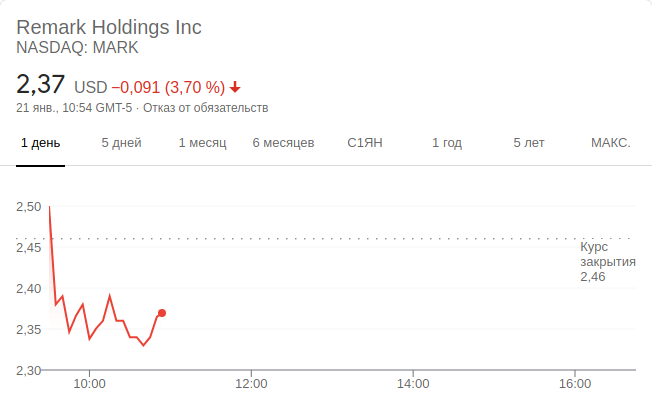 Remark Holdings Inc
NASDAQ: MARK
2,37 USD −0,091 (3,70 %)
21 янв., 10:54 GMT-5 · Отказ от обязательств
1 день 5 дней 1 месяц 6 месяцев С1ЯН 1 год 5 лет МАКС.
2,50
2,45
2,40
2,35
2,30
Курс
закрытия
2,46
10:00 12:00 14:00 16:00